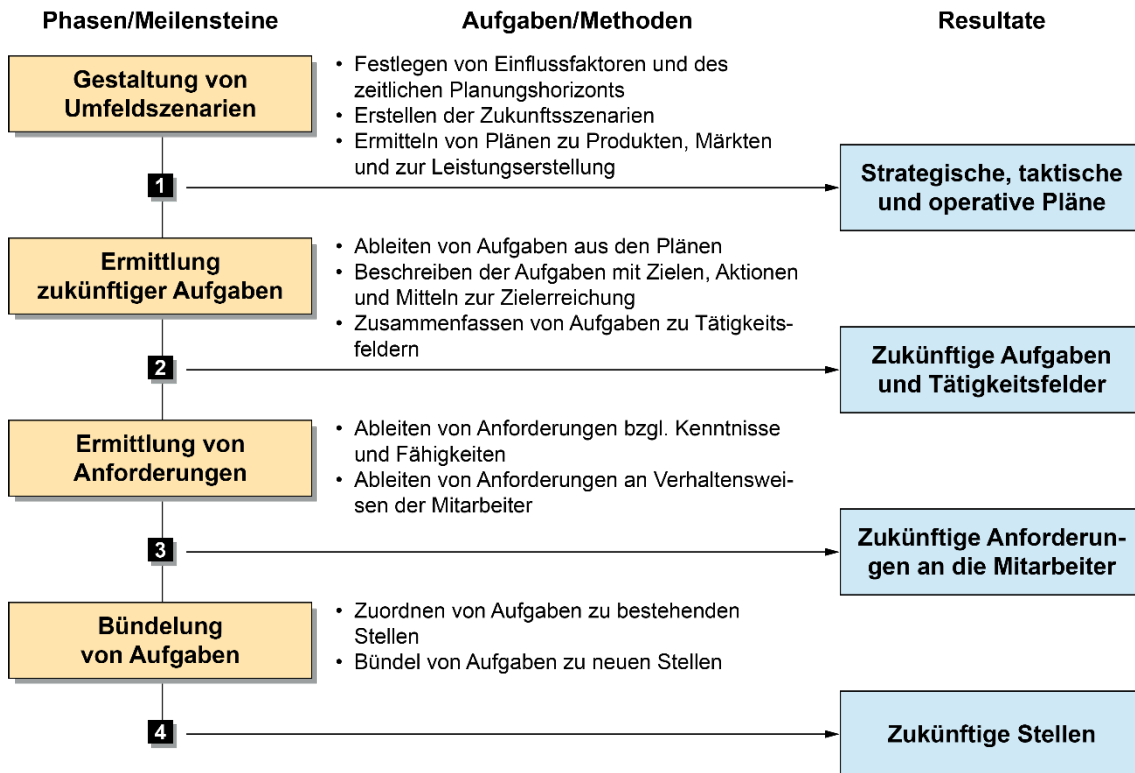 Phasen/Meilensteine
Aufgaben/Methoden
Resultate
Gestaltung von
Umfeldszenarien
• Festlegen von Einflussfaktoren und des
zeitlichen Planungshorizonts
• Erstellen der Zukunftsszenarien
• Ermitteln von Plänen zu Produkten, Märkten
und zur Leistungserstellung
1
Strategische, taktische
und operative Pläne
Ermittlung
zukünftiger Aufgaben
• Ableiten von Aufgaben aus den Plänen
• Beschreiben der Aufgaben mit Zielen, Aktionen
und Mitteln zur Zielerreichung
• Zusammenfassen von Aufgaben zu Tätigkeits-
feldern
2
Zukünftige Aufgaben
und Tätigkeitsfelder
Ermittlung von
Anforderungen
• Ableiten von Anforderungen bzgl. Kenntnisse
und Fähigkeiten
• Ableiten von Anforderungen an Verhaltenswei-
sen der Mitarbeiter
3
Zukünftige Anforderun-
gen an die Mitarbeiter
Bündelung
von Aufgaben
• Zuordnen von Aufgaben zu bestehenden
Stellen
• Bündel von Aufgaben zu neuen Stellen
4
Zukünftige Stellen